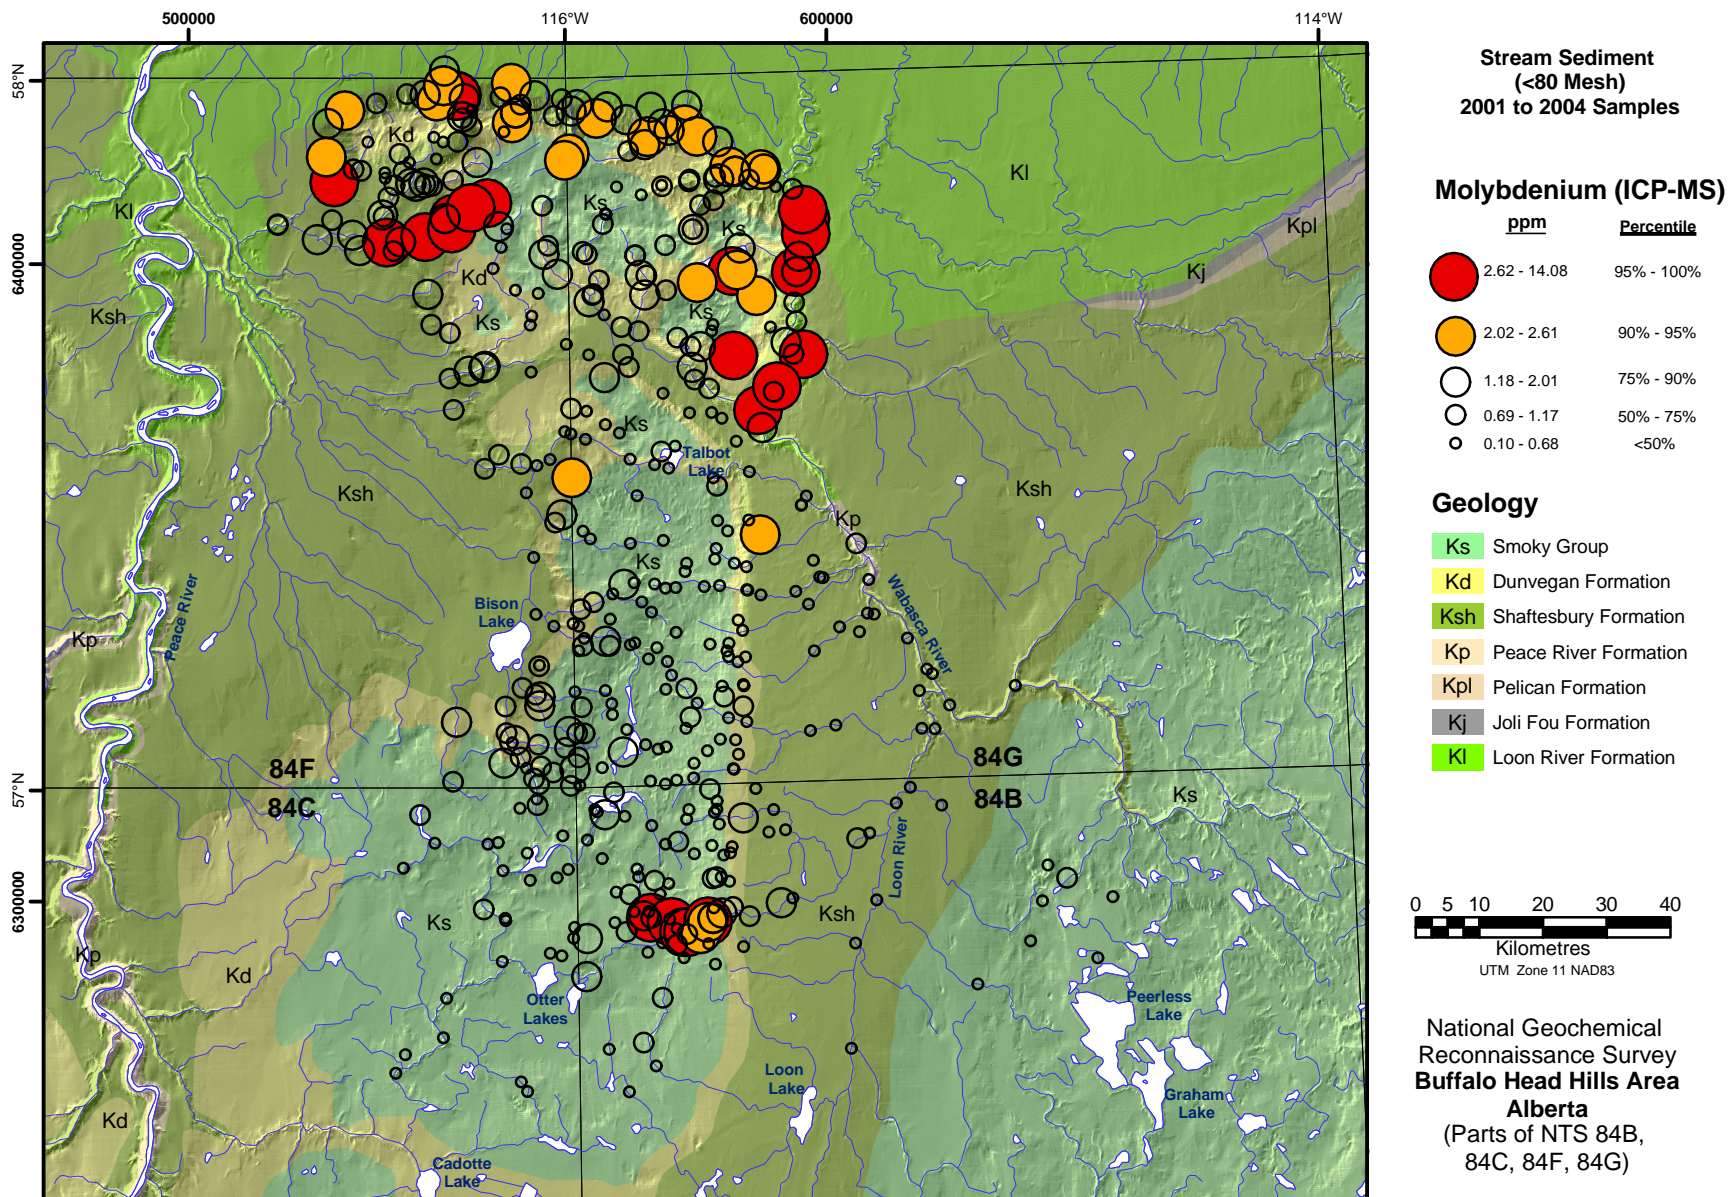 500000
116°W
600000
114°W
58°N
6400000
57°N
6300000
Kd
Kl
Kl
Kpl
Kj
Ks
Ks
Ksh
Kd
Ks
Ks
Ks
Talbot
Lake
Ksh
Ksh
Kp
Ks
Peace River
Bison
Lake
Wabasca River
Kp
84F
84G
84C
84B
Ks
Loon River
Ks
Ksh
Kp
Kd
Otter
Lakes
Peerless
Lake
Loon
Lake
Graham
Lake
Kd
Cadotte
Lake
Stream Sediment
(<80 Mesh)
2001 to 2004 Samples
Molybdenium (ICP-MS)
ppm Percentile
2.62 - 14.08 95% - 100%
2.02 - 2.61 90% - 95%
1.18 - 2.01 75% - 90%
0.69 - 1.17 50% - 75%
0.10 - 0.68 <50%
Geology
Ks Smoky Group
Kd Dunvegan Formation
Ksh Shaftesbury Formation
Kp Peace River Formation
Kpl Pelican Formation
Kj Joli Fou Formation
Kl Loon River Formation
0 5 10 20 30 40
Kilometres
UTM Zone 11 NAD83
National Geochemical
Reconnaissance Survey
Buffalo Head Hills Area
Alberta
(Parts of NTS 84B,
84C, 84F, 84G)